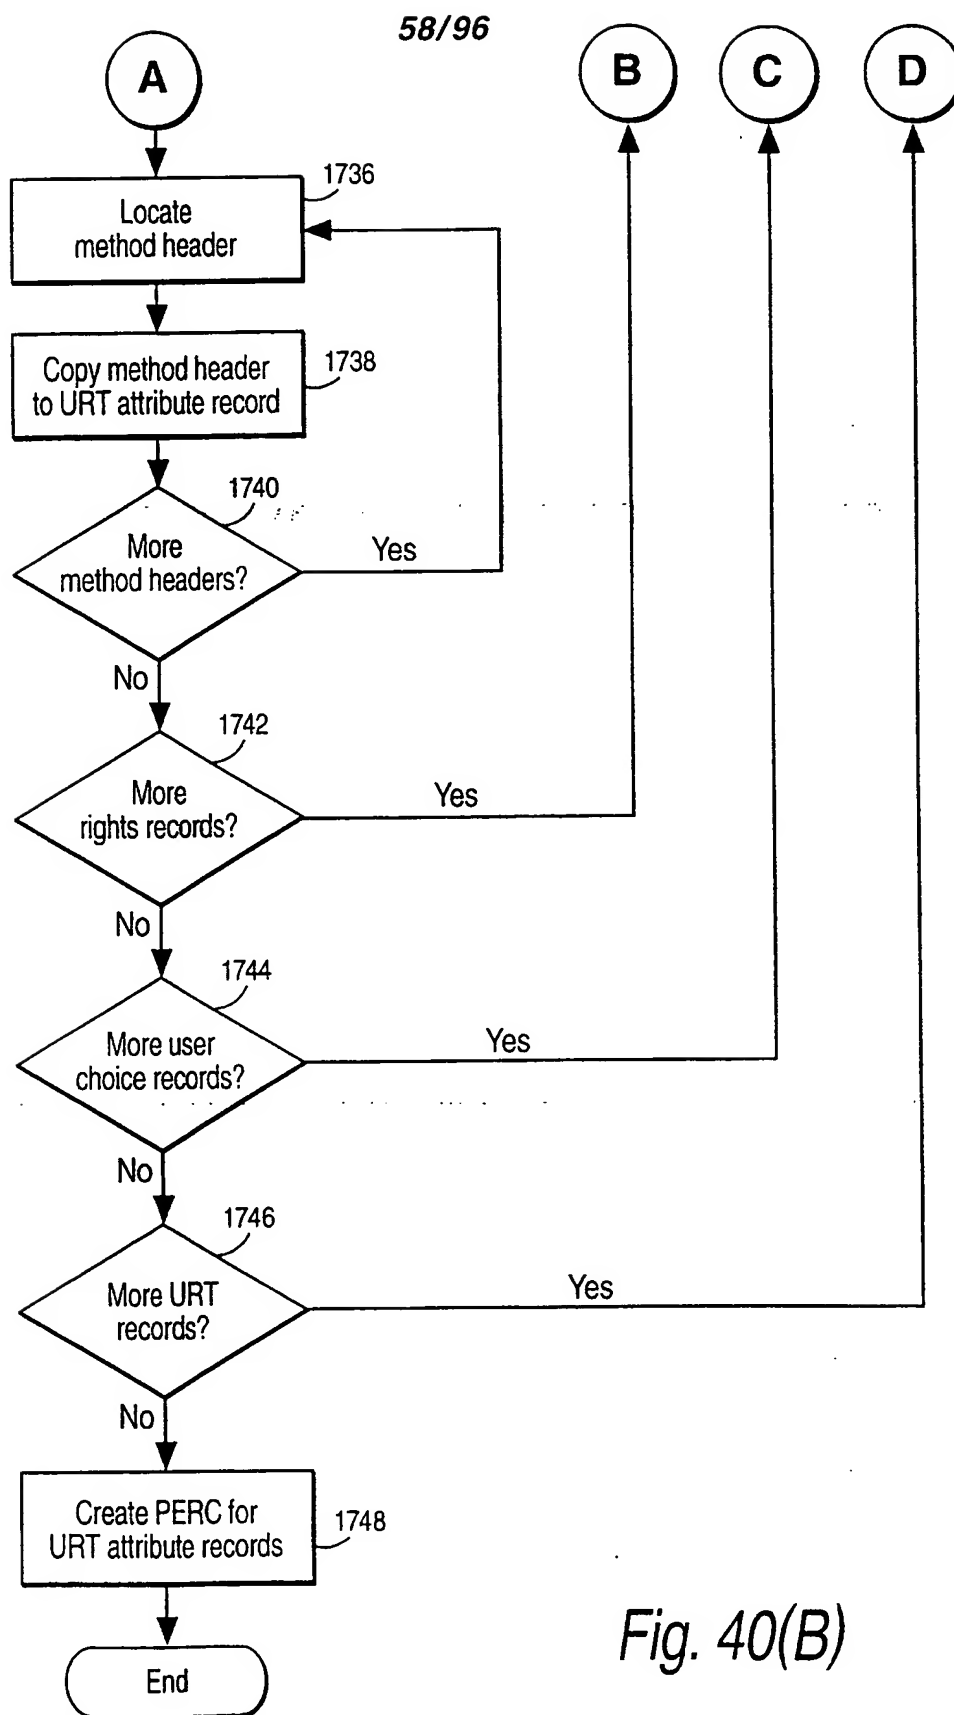 58/96
A
B
C
D
1736
Locate
method header
1738
Copy method header
to URT attribute record
1740
More
method headers?
Yes
No
1742
More
rights records?
Yes
No
1744
More user
choice records?
Yes
No
1746
More URT
records?
Yes
No
Create PERC for
URT attribute records
1748
End
Fig. 40(B)